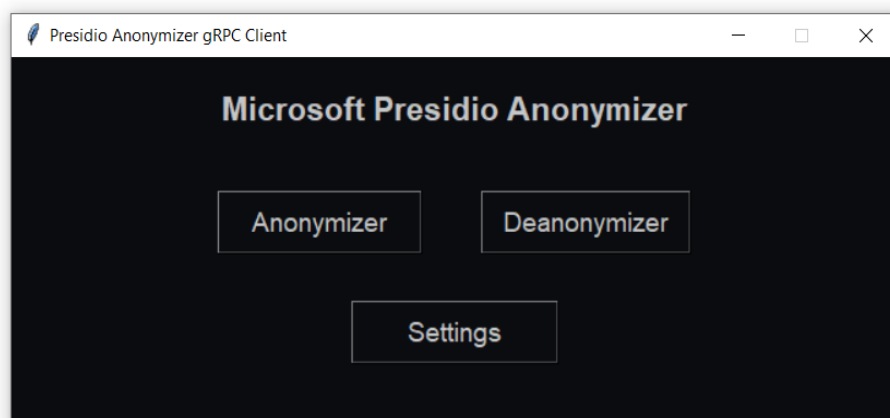 Presidio Anonymizer gRPC Client
Microsoft Presidio Anonymizer
Anonymizer Deanonymizer
Settings